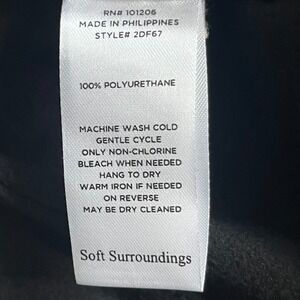 RN# 101206
MADE IN PHILIPPINES
STYLE# 2DF67
100% POLYURETHANE
MACHINE WASH COLD
GENTLE CYCLE
ONLY NON-CHLORINE
BLEACH WHEN NEEDED
HANG TO DRY
WARM IRON IF NEEDED
ON REVERSE
MAY BE DRY CLEANED
Soft Surroundings